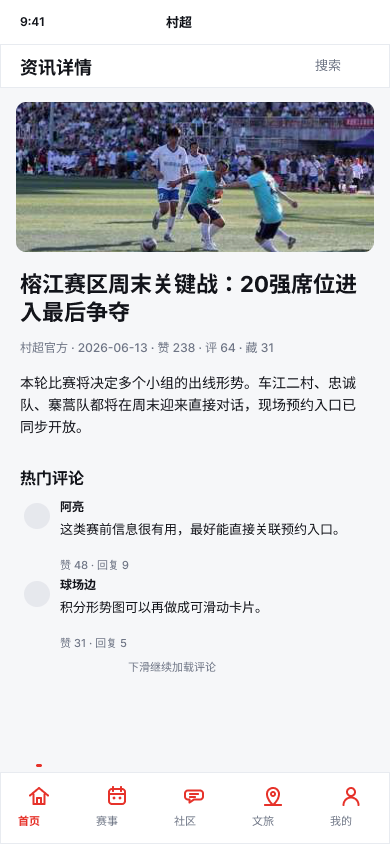 9:41
村超
资讯详情
搜索
榕江赛区周末关键战：20强席位进
入最后争夺
村超官方 · 2026-06-13 · 赞 238 · 评 64 · 藏 31
本轮比赛将决定多个小组的出线形势。车江二村、忠诚
队、寨蒿队都将在周末迎来直接对话，现场预约入口已
同步开放。
热门评论
阿亮
这类赛前信息很有用，最好能直接关联预约入口。
赞 48 · 回复 9
球场边
积分形势图可以再做成可滑动卡片。
赞 31 · 回复 5
下滑继续加载评论
首页
赛事
社区
文旅
我的